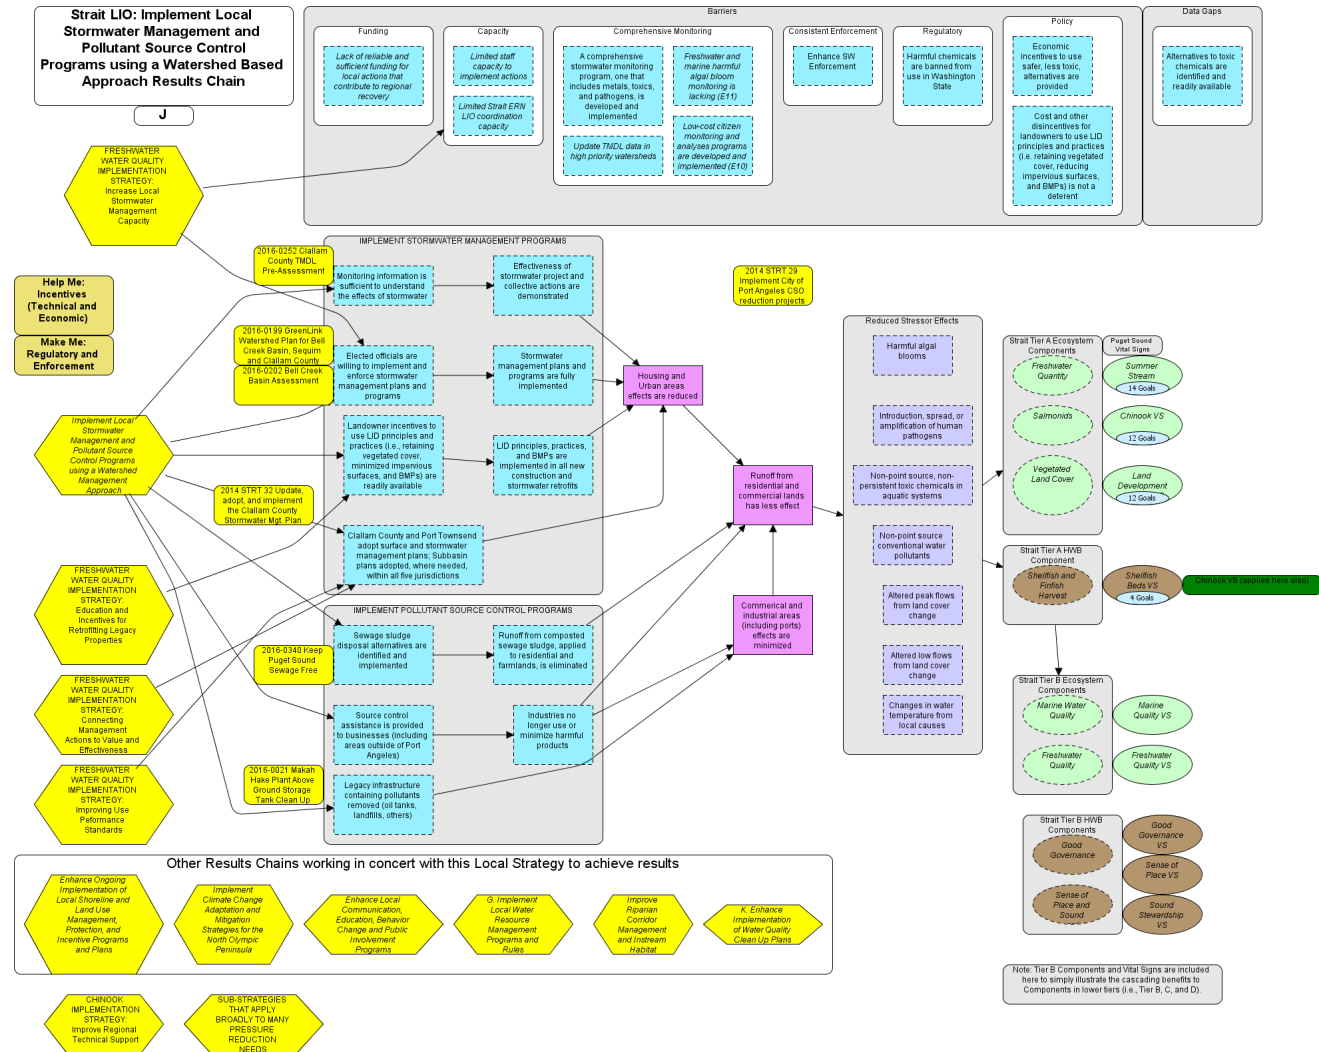 Strait LIO: Implement Local
Stormwater Management and
Pollutant Source Control
Programs using a Watershed Based
Approach Results Chain
J
Barriers
Funding
Lack of reliable and
sufficient funding for
local actions that
contribute to regional
recovery
Capacity
Limited staff
capacity to
implement actions
Limited Strait ERN
LIO coordination
capacity
Comprehensive Monitoring
A comprehensive
stormwater monitoring
program, one that
includes metals, toxics,
and pathogens, is
developed and
implemented
Update TMDL data in
high priority watersheds
Freshwater and
marine harmful
algal bloom
monitoring is
lacking (E11)
Low-cost citizen
monitoring and
analyses programs
are developed and
implemented (E10)
Consistent Enforcement
Enhance SW
Enforcement
Regulatory
Harmful chemicals
are banned from
use in Washington
State
Policy
Economic
incentives to use
safer, less toxic,
alternatives are
provided
Cost and other
disincentives for
landowners to use LID
principles and practices
(i.e. retaining vegetated
cover, reducing
impervious surfaces,
and BMPs) is not a
deterent
Data Gaps
Alternatives to toxic
chemicals are
identified and
readily available
FRESHWATER
WATER QUALITY
IMPLEMENTATION
STRATEGY:
Increase Local
Stormwater
Management
Capacity
Help Me:
Incentives
(Technical and
Economic)
Make Me:
Regulatory and
Enforcement
Implement Local
Stormwater
Management and
Pollutant Source
Control Programs
using a Watershed
Management
Approach
FRESHWATER
WATER QUALITY
IMPLEMENTATION
STRATEGY:
Education and
Incentives for
Retrofitting Legacy
Properties
FRESHWATER
WATER QUALITY
IMPLEMENTATION
STRATEGY:
Connecting
Management
Actions to Value and
Effectiveness
FRESHWATER
WATER QUALITY
IMPLEMENTATION
STRATEGY:
Improving Use
Peformance
Standards
IMPLEMENT STORMWATER MANAGEMENT PROGRAMS
2016-0252 Clallam
County TMDL
Pre-Assessment
Monitoring information is
sufficient to understand
the effects of stormwater
Effectiveness of
stormwater project and
collective actions are
demonstrated
2016-0199 GreenLink
Watershed Plan for Bell
Creek Basin, Sequim
and Clallam County
2016-0202 Bell Creek
Basin Assessment
Elected officials are
willing to implement and
enforce stormwater
management plans and
programs
Stormwater
management plans and
programs are fully
implemented
Landowner incentives to
use LID principles and
practices (i.e., retaining
vegetated cover,
minimized impervious
surfaces, and BMPs) are
readily available
LID principles, practices,
and BMPs are
implemented in all new
construction and
stormwater retrofits
2014 STRT 32 Update,
adopt, and implement
the Clallam County
Stormwater Mgt. Plan
Clallam County and Port Townsend
adopt surface and stormwater
management plans; Subbasin
plans adopted, where needed,
within all five jurisdictions
IMPLEMENT POLLUTANT SOURCE CONTROL PROGRAMS
2016-0340 Keep
Puget Sound
Sewage Free
Sewage sludge
disposal alternatives are
identified and
implemented
Runoff from composted
sewage sludge, applied
to residential and
farmlands, is eliminated
Source control
assistance is provided
to businesses (including
areas outside of Port
Angeles)
Industries no
longer use or
minimize harmful
products
2016-0021 Makah
Hake Plant Above
Ground Storage
Tank Clean Up
Legacy infrastructure
containing pollutants
removed (oil tanks,
landfills, others)
2014 STRT 29
Implement City of
Port Angeles CSO
reduction projects
Housing and
Urban areas
effects are reduced
Runoff from
residential and
commercial lands
has less effect
Commerical and
industrial areas
(including ports)
effects are
minimized
Reduced Stressor Effects
Harmful algal
blooms
Introduction, spread, or
amplification of human
pathogens
Non-point source, non-
persistent toxic chemicals in
aquatic systems
Non-point source
conventional water
pollutants
Altered peak flows
from land cover
change
Altered low flows
from land cover
change
Changes in water
temperature from
local causes
Strait Tier A Ecosystem
Components
Puget Sound
Vital Signs
Freshwater
Quantity
Summer
Stream
14 Goals
Salmonids
Chinook VS
12 Goals
Vegetated
Land Cover
Land
Development
12 Goals
Strait Tier A HWB
Component
Shellfish and
Finfish
Harvest
Shellfish
Beds VS
4 Goals
Chinook VS (applies here also)
Strait Tier B Ecosystem
Components
Marine Water
Quality
Marine
Quality VS
Freshwater
Quality
Freshwater
Quality VS
Strait Tier B HWB
Components
Good
Governance
Good
Governance
VS
Sense of
Place VS
Sense of
Place and
Sound
Sound
Stewardship
VS
Note: Tier B Components and Vital Signs are included
here to simply illustrate the cascading benefits to
Components in lower tiers (i.e., Tier B, C, and D).
Other Results Chains working in concert with this Local Strategy to achieve results
Enhance Ongoing
Implementation of
Local Shoreline and
Land Use
Management,
Protection, and
Incentive Programs
and Plans
Implement
Climate Change
Adaptation and
Mitigation
Strategies for the
North Olympic
Peninsula
Enhance Local
Communication,
Education, Behavior
Change and Public
Involvement
Programs
G. Implement
Local Water
Resource
Management
Programs and
Rules
Improve
Riparian
Corridor
Management
and Instream
Habitat
K. Enhance
Implementation
of Water Quality
Clean Up Plans
CHINOOK
IMPLEMENTATION
STRATEGY:
Improve Regional
Technical Support
SUB-STRATEGIES
THAT APPLY
BROADLY TO MANY
PRESSURE
REDUCTION
NEEDS